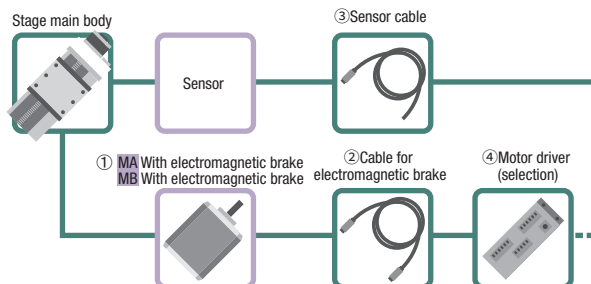 Stage main body
③Sensor cable
Sensor
① MA With electromagnetic brake
MB With electromagnetic brake
②Cable for
electromagnetic brake
④Motor driver
(selection)